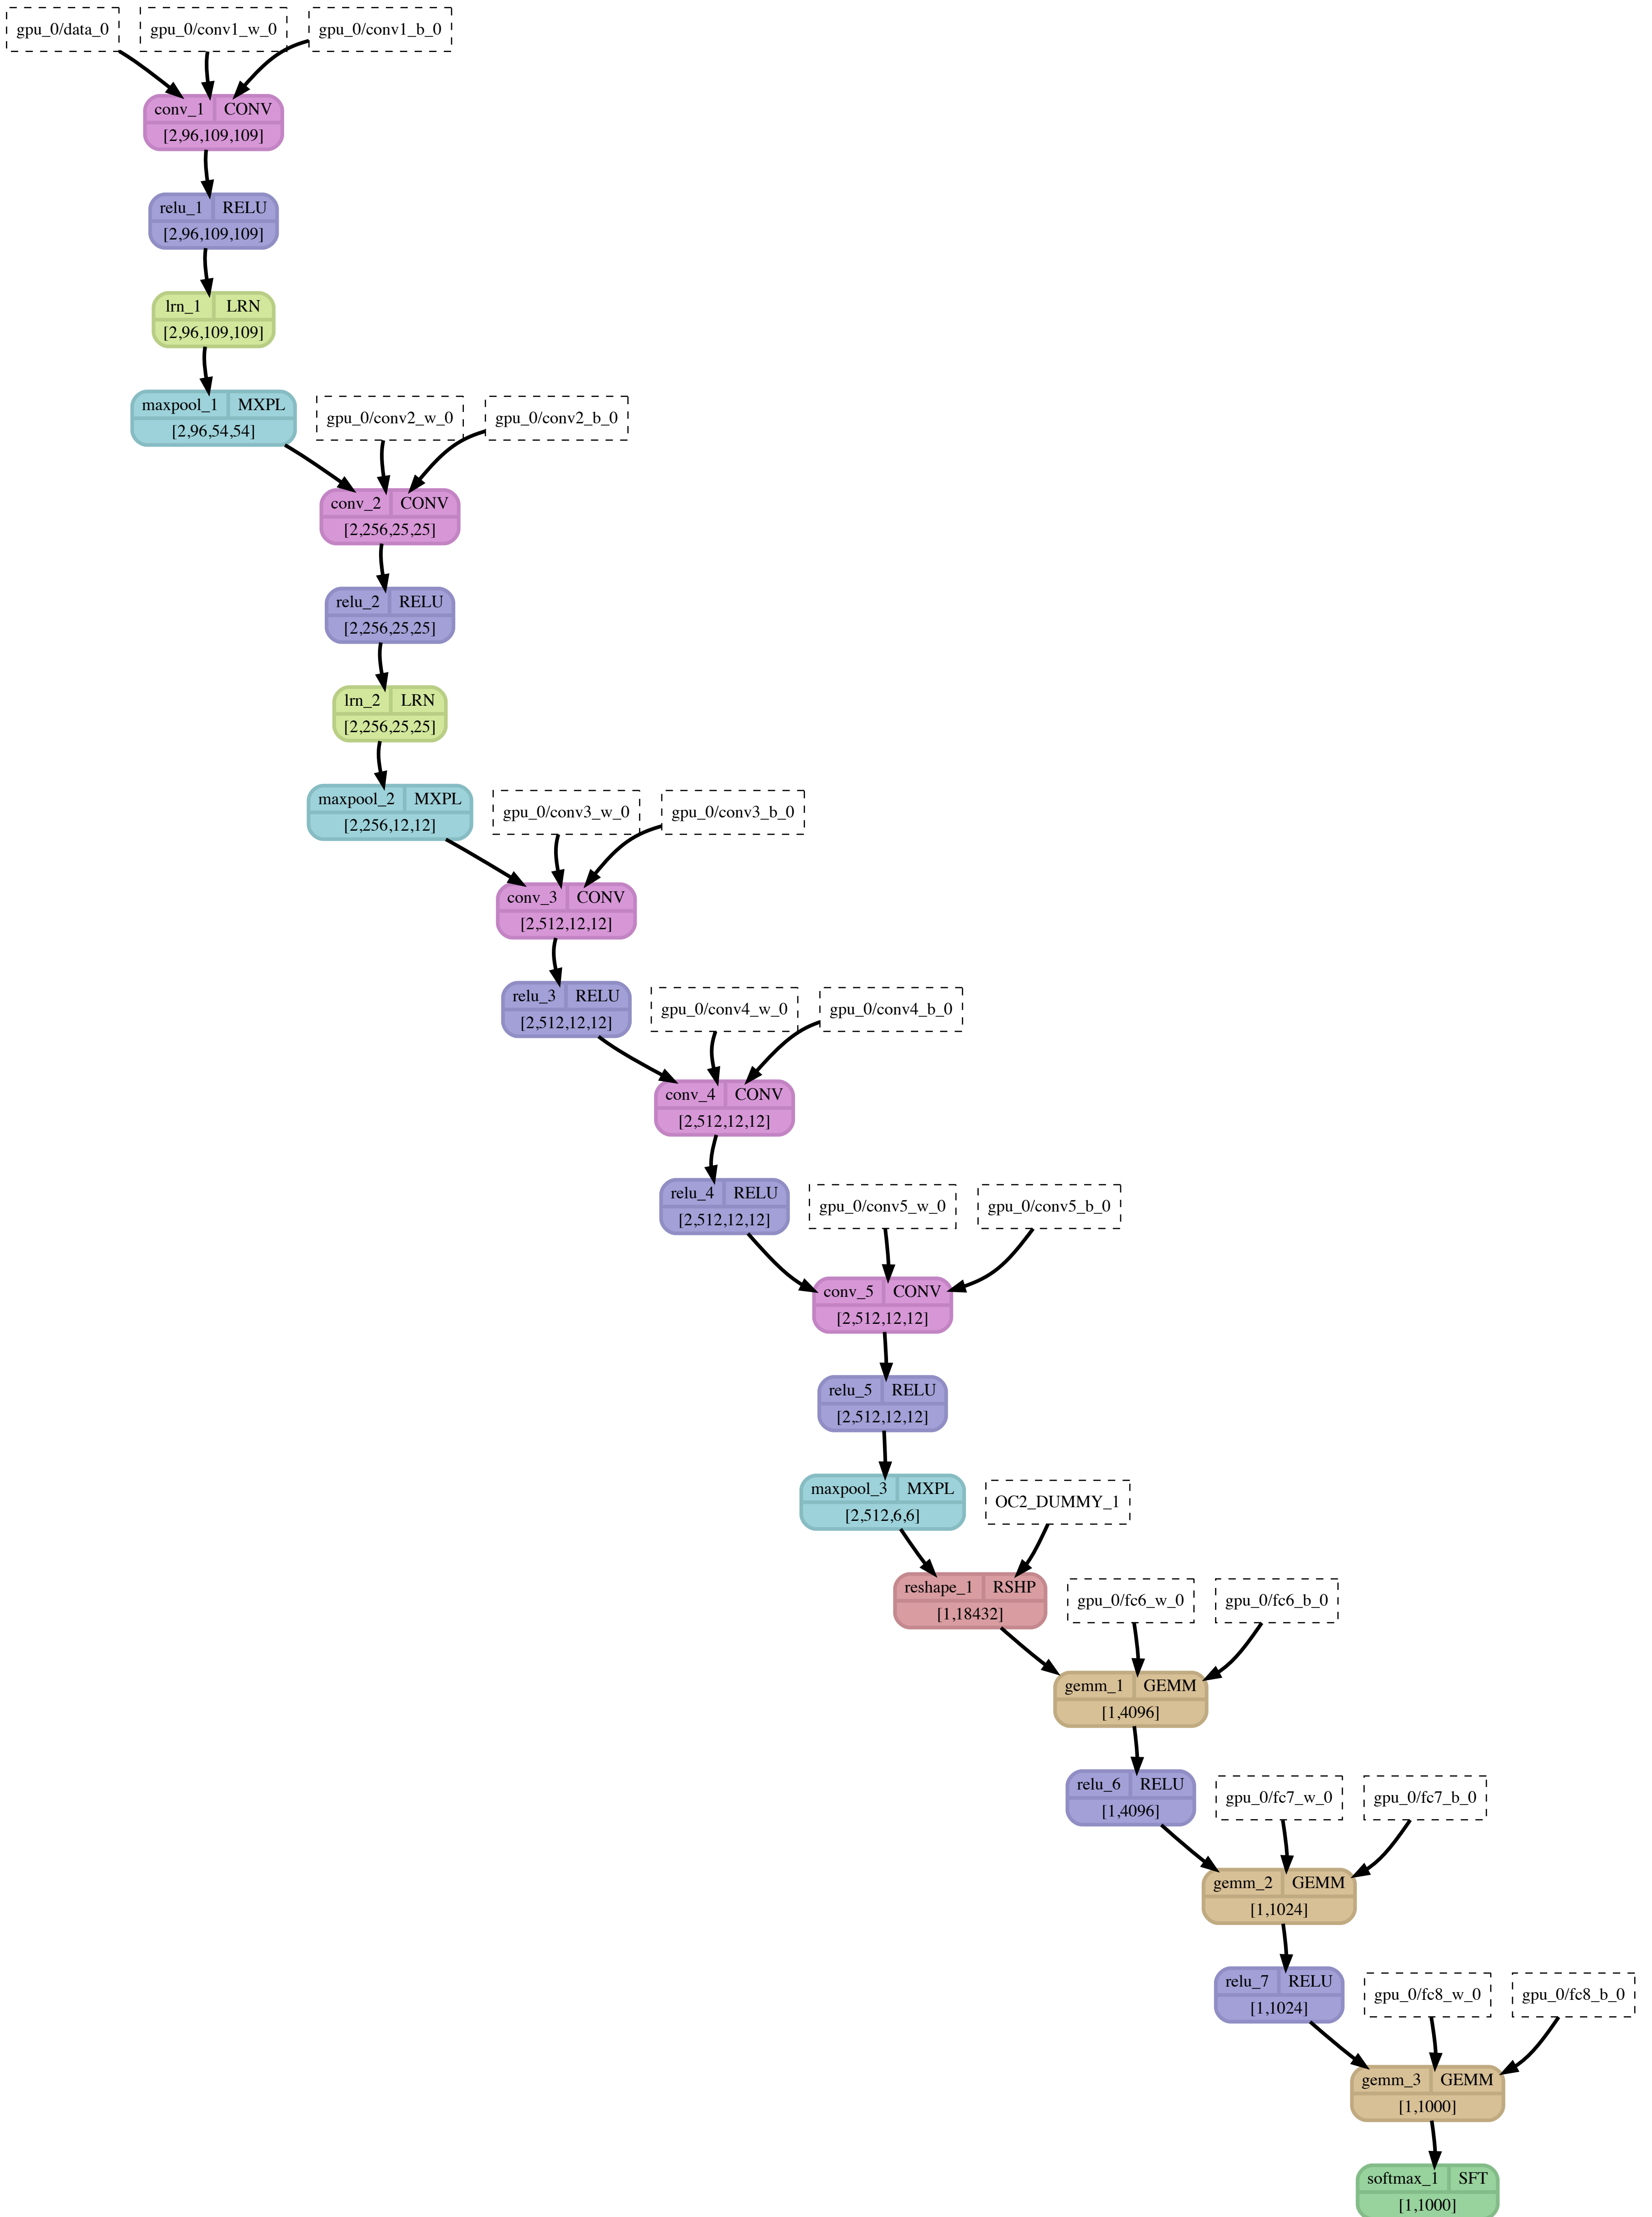 gpu_0/data_0 gpu_0/conv1_w_0 gpu_0/conv1_b_0
conv_1 CONV
[2,96,109,109]
relu_1 RELU
[2,96,109,109]
lrn_1 LRN
[2,96,109,109]
maxpool_1 MXPL
[2,96,54,54]
gpu_0/conv2_w_0 gpu_0/conv2_b_0
conv_2 CONV
[2,256,25,25]
relu_2 RELU
[2,256,25,25]
lrn_2 LRN
[2,256,25,25]
maxpool_2 MXPL
[2,256,12,12]
gpu_0/conv3_w_0 gpu_0/conv3_b_0
conv_3 CONV
[2,512,12,12]
relu_3 RELU
[2,512,12,12]
gpu_0/conv4_w_0 gpu_0/conv4_b_0
conv_4 CONV
[2,512,12,12]
relu_4 RELU
[2,512,12,12]
gpu_0/conv5_w_0 gpu_0/conv5_b_0
conv_5 CONV
[2,512,12,12]
relu_5 RELU
[2,512,12,12]
maxpool_3 MXPL
[2,512,6,6]
OC2_DUMMY_1
reshape_1 RSHP
[1,18432]
gpu_0/fc6_w_0 gpu_0/fc6_b_0
gemm_1 GEMM
[1,4096]
relu_6 RELU
[1,4096]
gpu_0/fc7_w_0 gpu_0/fc7_b_0
gemm_2 GEMM
[1,1024]
relu_7 RELU
[1,1024]
gpu_0/fc8_w_0 gpu_0/fc8_b_0
gemm_3 GEMM
[1,1000]
softmax_1 SFT
[1,1000]